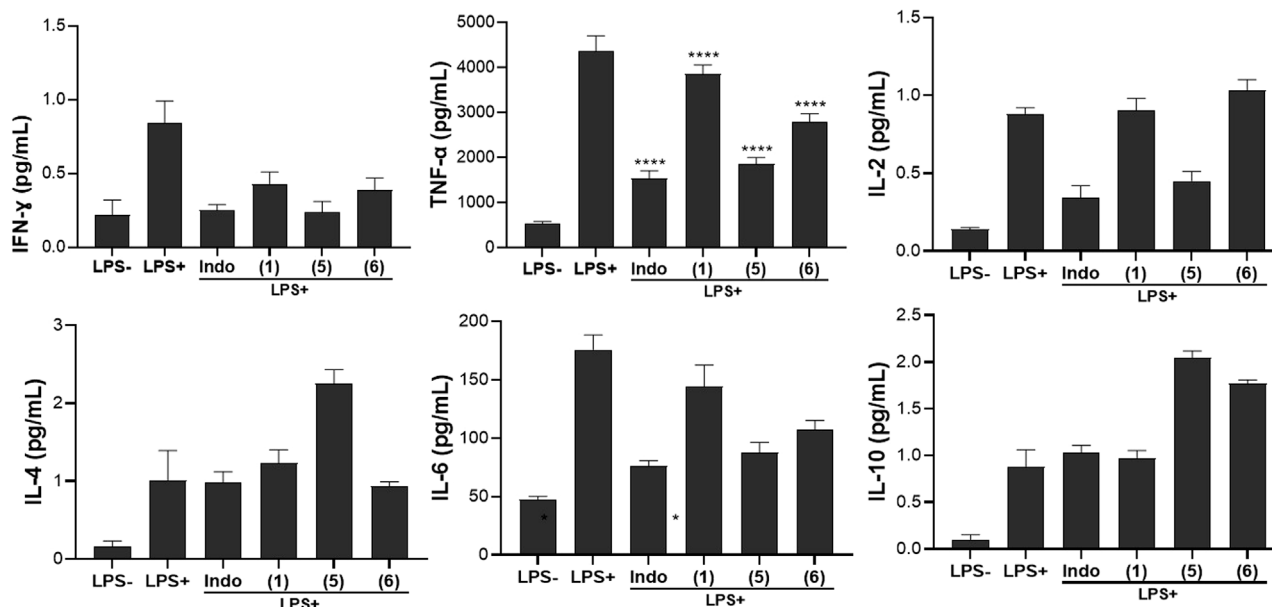 IFN-ɣ (pg/mL)
1.5
1.0
0.5
0.0
LPS-
LPS+
Indo
(1)
(5)
(6)
LPS+
TNF-α (pg/mL)
5000
4000
3000
2000
1000
0
****
****
****
****
LPS-
LPS+
Indo
(1)
(5)
(6)
LPS+
IL-2 (pg/mL)
1.5
1.0
0.5
0.0
LPS-
LPS+
Indo
(1)
(5)
(6)
LPS+
IL-4 (pg/mL)
3
2
1
0
LPS-
LPS+
Indo
(1)
(5)
(6)
LPS+
IL-6 (pg/mL)
200
150
100
50
0
*
*
LPS-
LPS+
Indo
(1)
(5)
(6)
LPS+
IL-10 (pg/mL)
2.5
2.0
1.5
1.0
0.5
0.0
LPS-
LPS+
Indo
(1)
(5)
(6)
LPS+